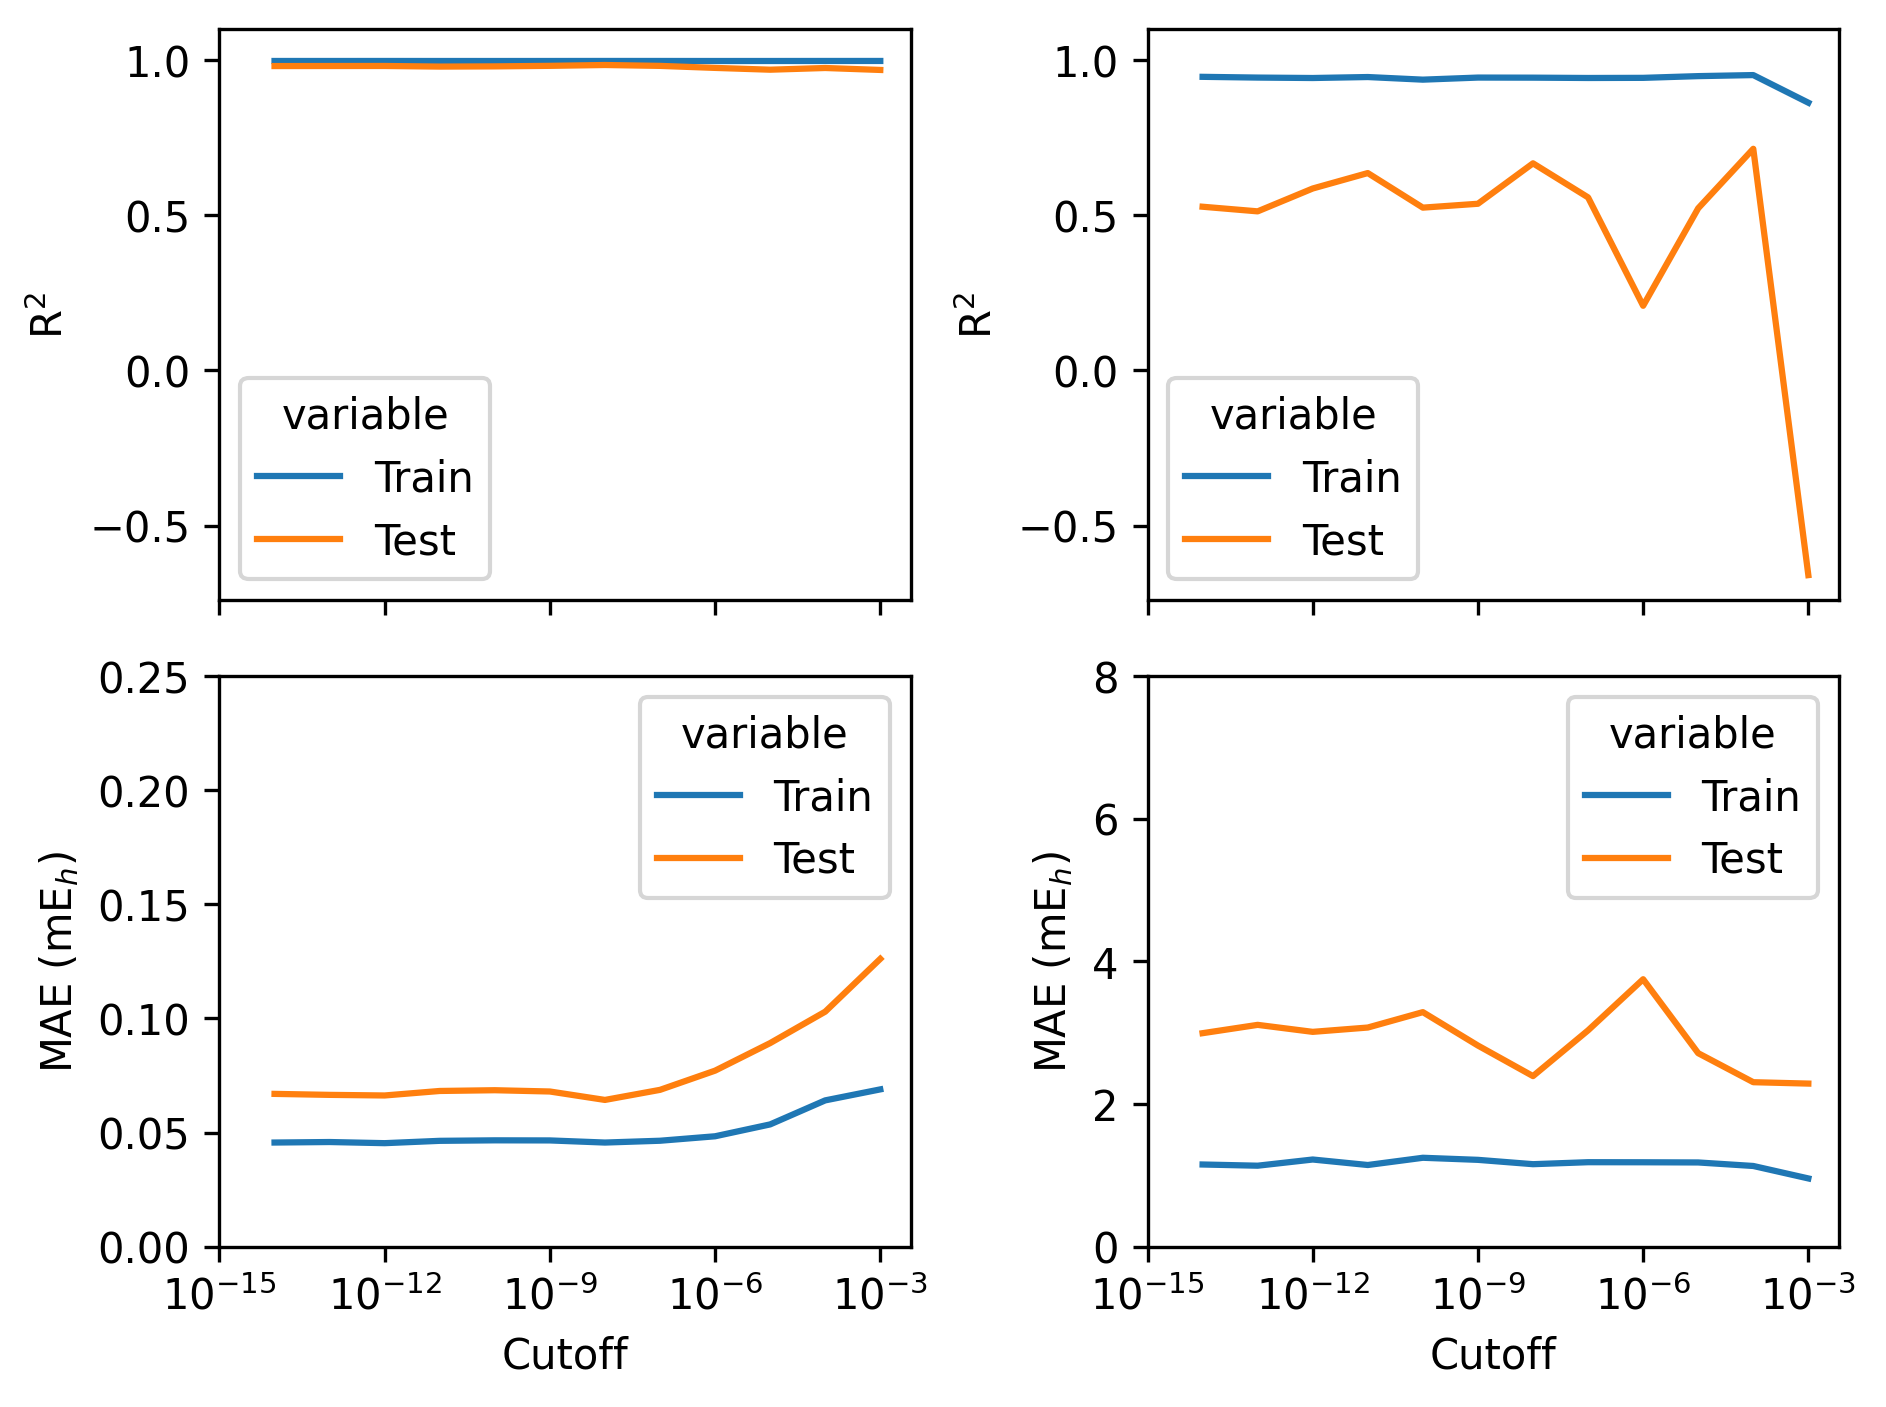 1.0
0.5
0.0
−0.5
R²
variable
Train
Test
1.0
0.5
0.0
−0.5
R²
variable
Train
Test
0.25
0.20
0.15
0.10
0.05
0.00
MAE (mEₕ)
variable
Train
Test
10⁻¹⁵ 10⁻¹² 10⁻⁹ 10⁻⁶ 10⁻³
Cutoff
8
6
4
2
0
MAE (mEₕ)
variable
Train
Test
10⁻¹⁵ 10⁻¹² 10⁻⁹ 10⁻⁶ 10⁻³
Cutoff